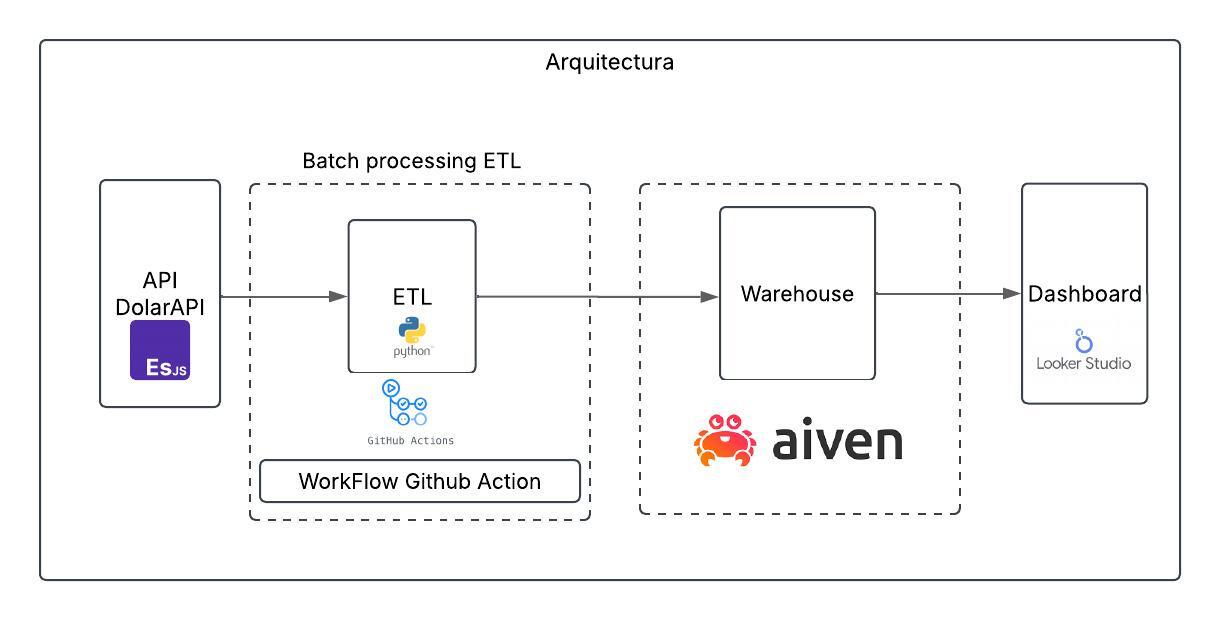 Arquitectura
Batch processing ETL
API
DolarAPI
EsJS
ETL
python
GitHub Actions
WorkFlow Github Action
Warehouse
aiven
Dashboard
Looker Studio